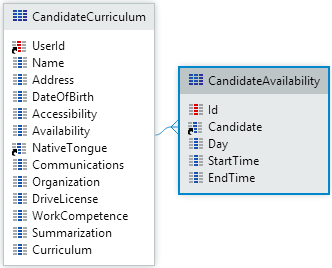 CandidateCurriculum
UserId
Name
Address
DateOfBirth
Accessibility
Availability
NativeTongue
Communications
Organization
DriveLicense
WorkCompetence
Summarization
Curriculum
CandidateAvailability
Id
Candidate
Day
StartTime
EndTime